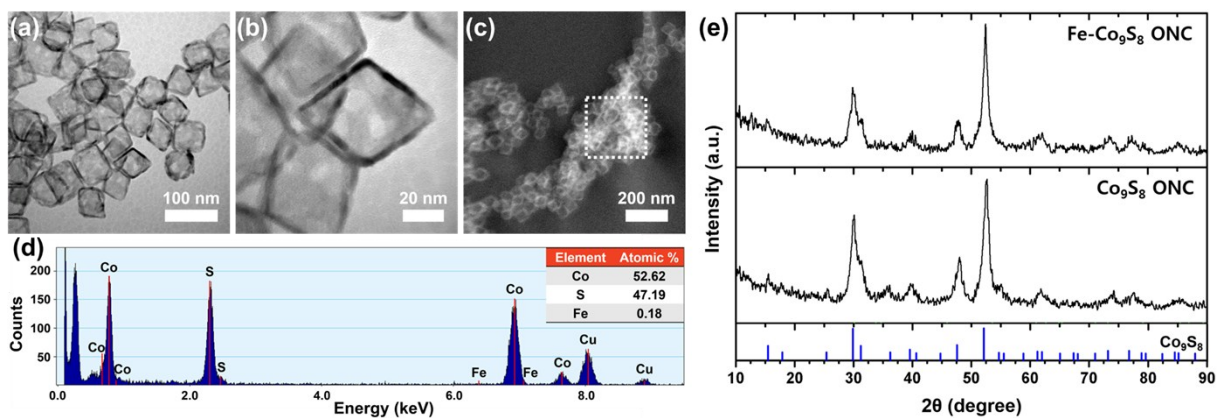 (a)
100 nm
(b)
20 nm
(c)
200 nm
(d)
Counts
200
150
100
50
Co
Co
Co
S
S
Fe
Co
Fe
Co
Cu
Cu
0.0 2.0 4.0 6.0 8.0
Energy (keV)
Element Atomic %
Co 52.62
S 47.19
Fe 0.18
(e)
Intensity (a.u.)
Fe-Co₉S₈ ONC
Co₉S₈ ONC
Co₉S₈
10 20 30 40 50 60 70 80 90
2θ (degree)